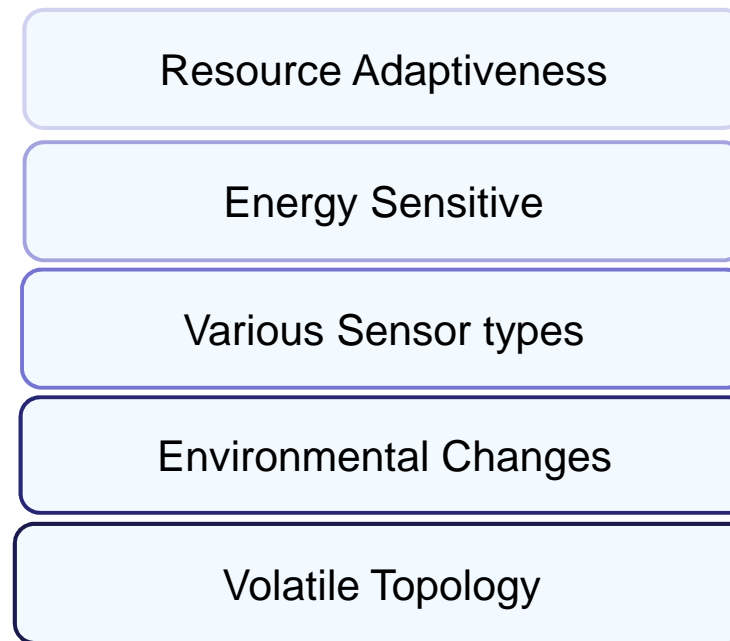 Resource Adaptiveness
Energy Sensitive
Various Sensor types
Environmental Changes
Volatile Topology